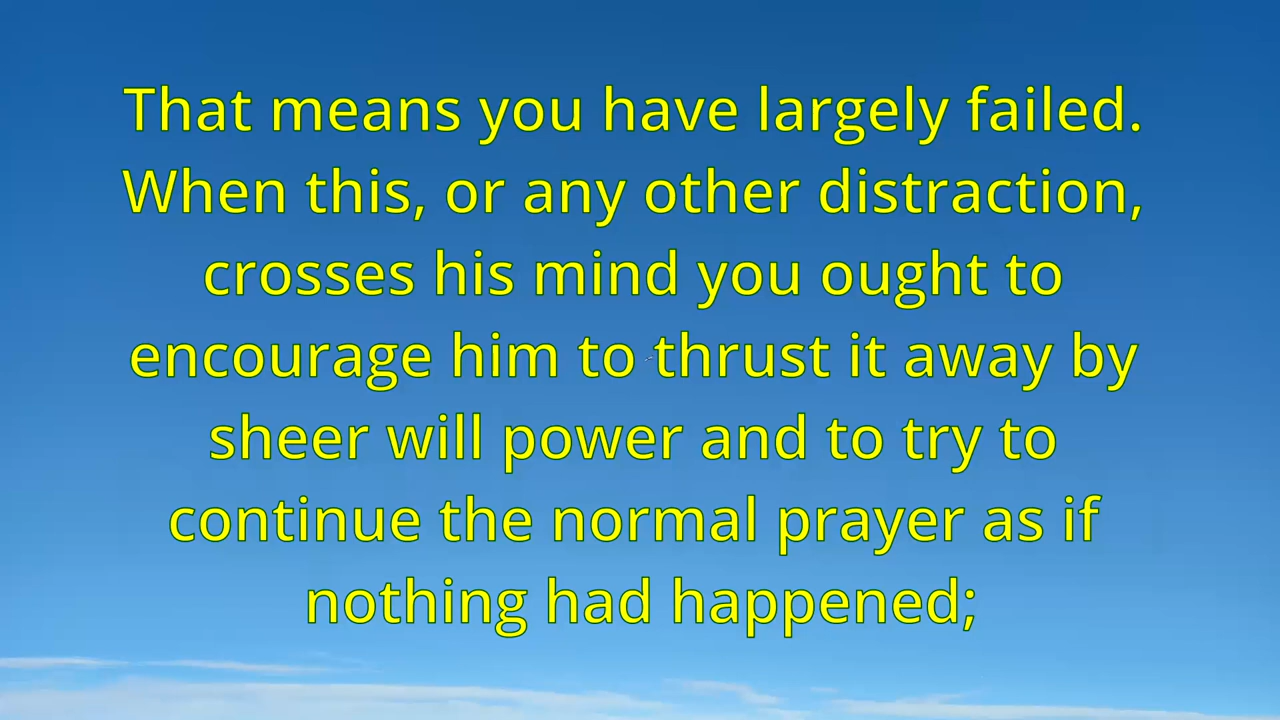 That means you have largely failed.
When this, or any other distraction,
crosses his mind you ought to
encourage him to thrust it away by
sheer will power and to try to
continue the normal prayer as if
nothing had happened;